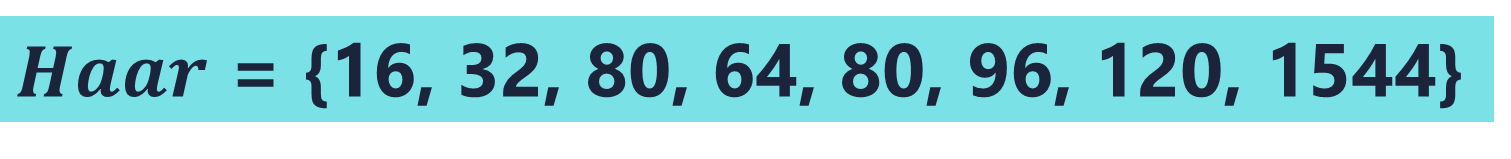 Haar = {16, 32, 80, 64, 80, 96, 120, 1544}